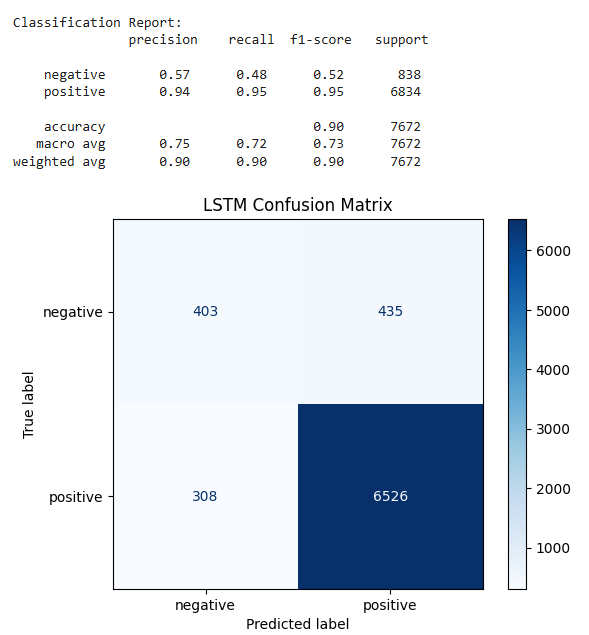 Classification Report:
precision recall f1-score support
negative 0.57 0.48 0.52 838
positive 0.94 0.95 0.95 6834
accuracy 0.90 7672
macro avg 0.75 0.72 0.73 7672
weighted avg 0.90 0.90 0.90 7672
LSTM Confusion Matrix
6000
5000
4000
3000
2000
1000
True label
negative 403 435
positive 308 6526
negative positive
Predicted label